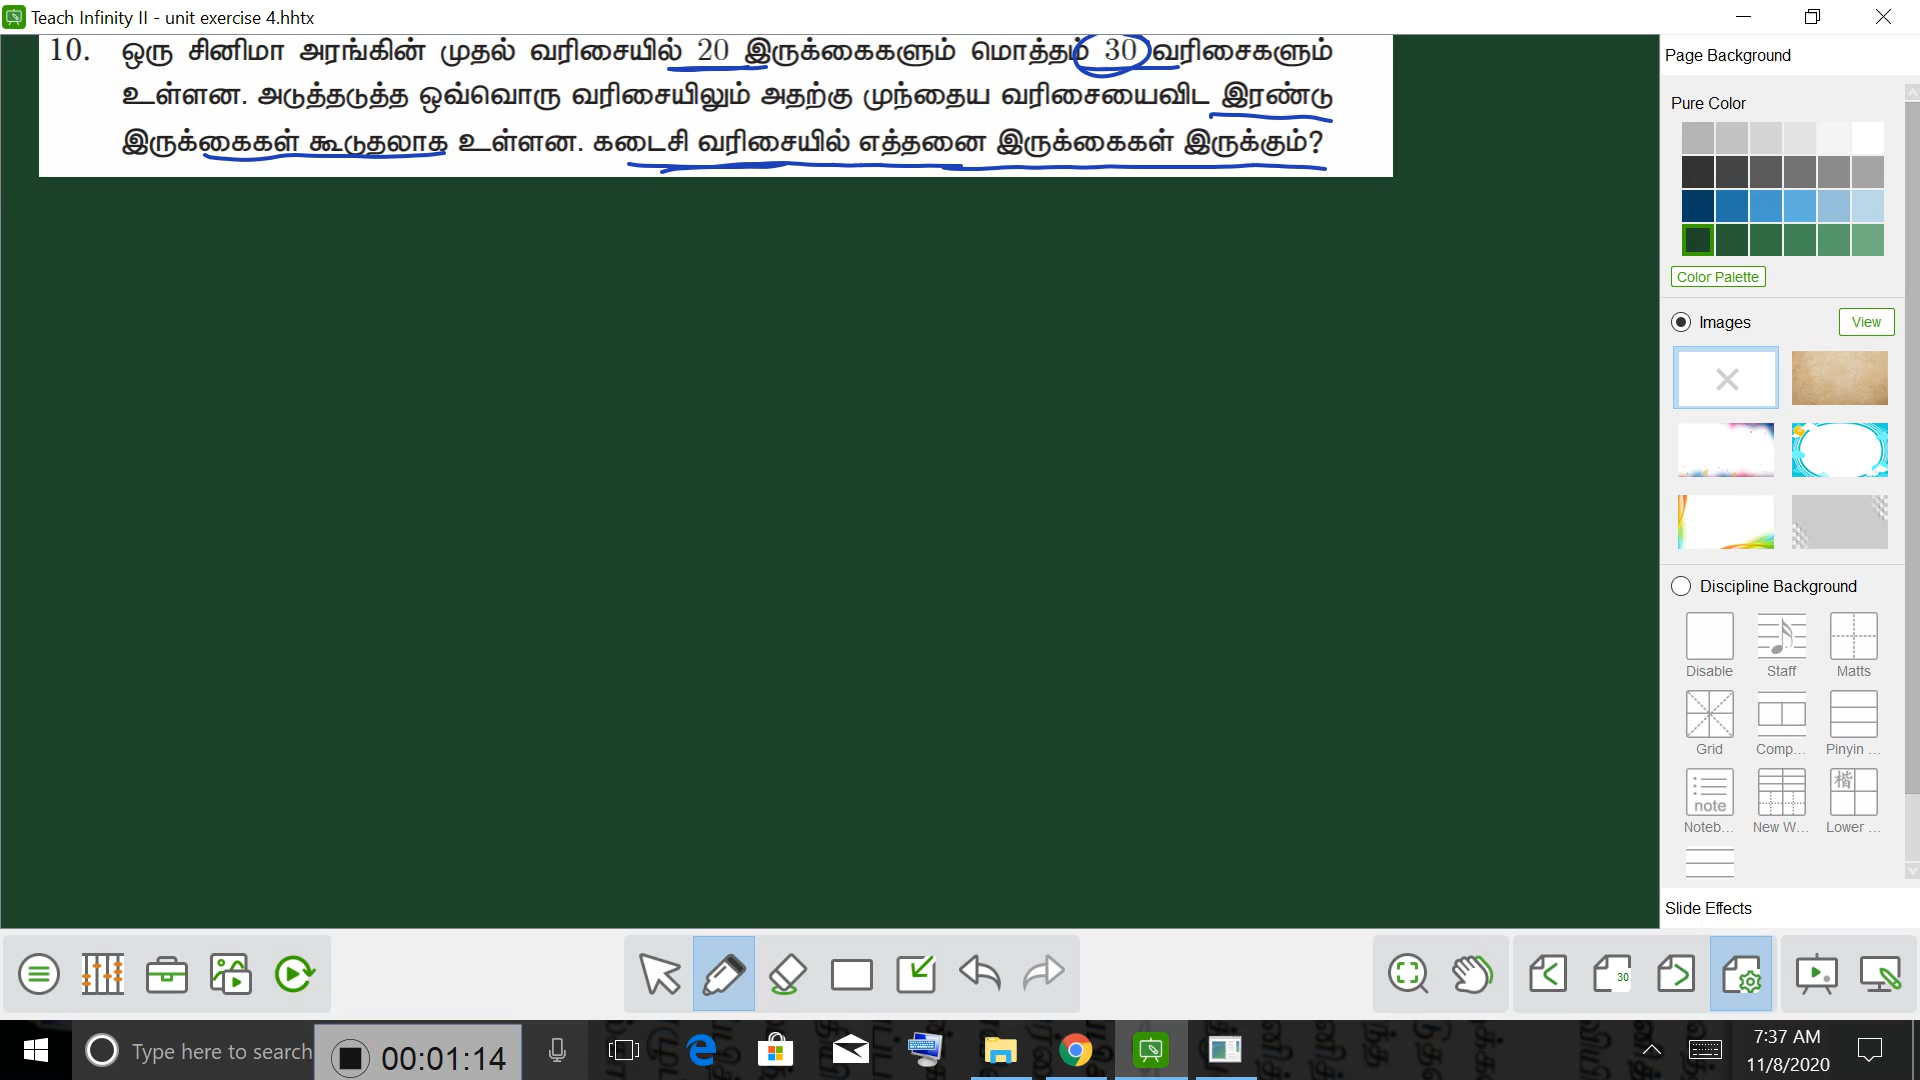 Teach Infinity II - unit exercise 4.hhtx
10. ஒரு சினிமா அரங்கின் முதல் வரிசையில் 20 இருக்கைகளும் மொத்தம் 30 வரிசைகளும்
உள்ளன. அடுத்தடுத்த ஒவ்வொரு வரிசையிலும் அதற்கு முந்தைய வரிசையைவிட இரண்டு
இருக்கைகள் கூடுதலாக உள்ளன. கடைசி வரிசையில் எத்தனை இருக்கைகள் இருக்கும்?
Page Background
Pure Color
Color Palette
Images View
Discipline Background
Disable Staff Matts
Grid Comp... Pinyin ...
note 楷
Noteb... New W... Lower ...
Slide Effects
30
Type here to search 00:01:14
7:37 AM
11/8/2020